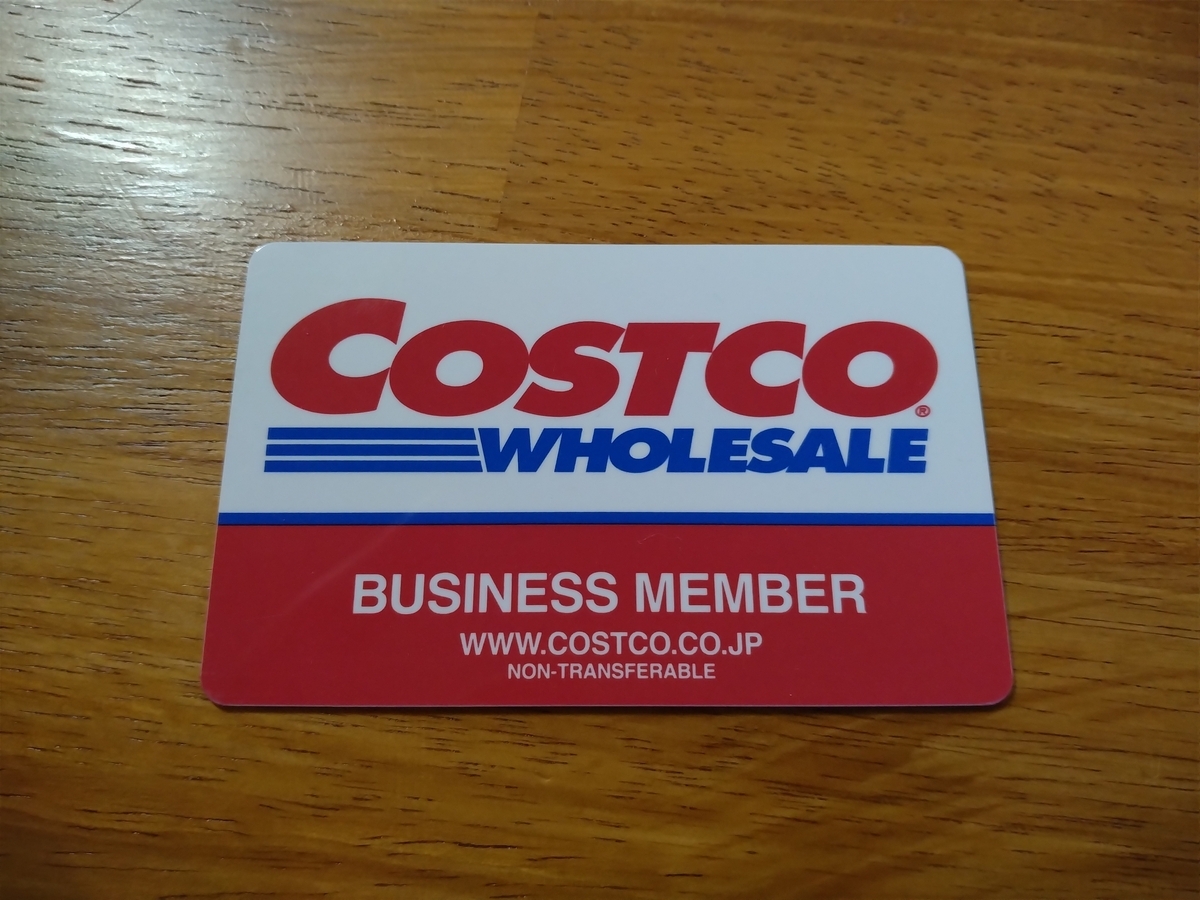 COSTCO®
WHOLESALE
BUSINESS MEMBER
WWW.COSTCO.CO.JP
NON-TRANSFERABLE